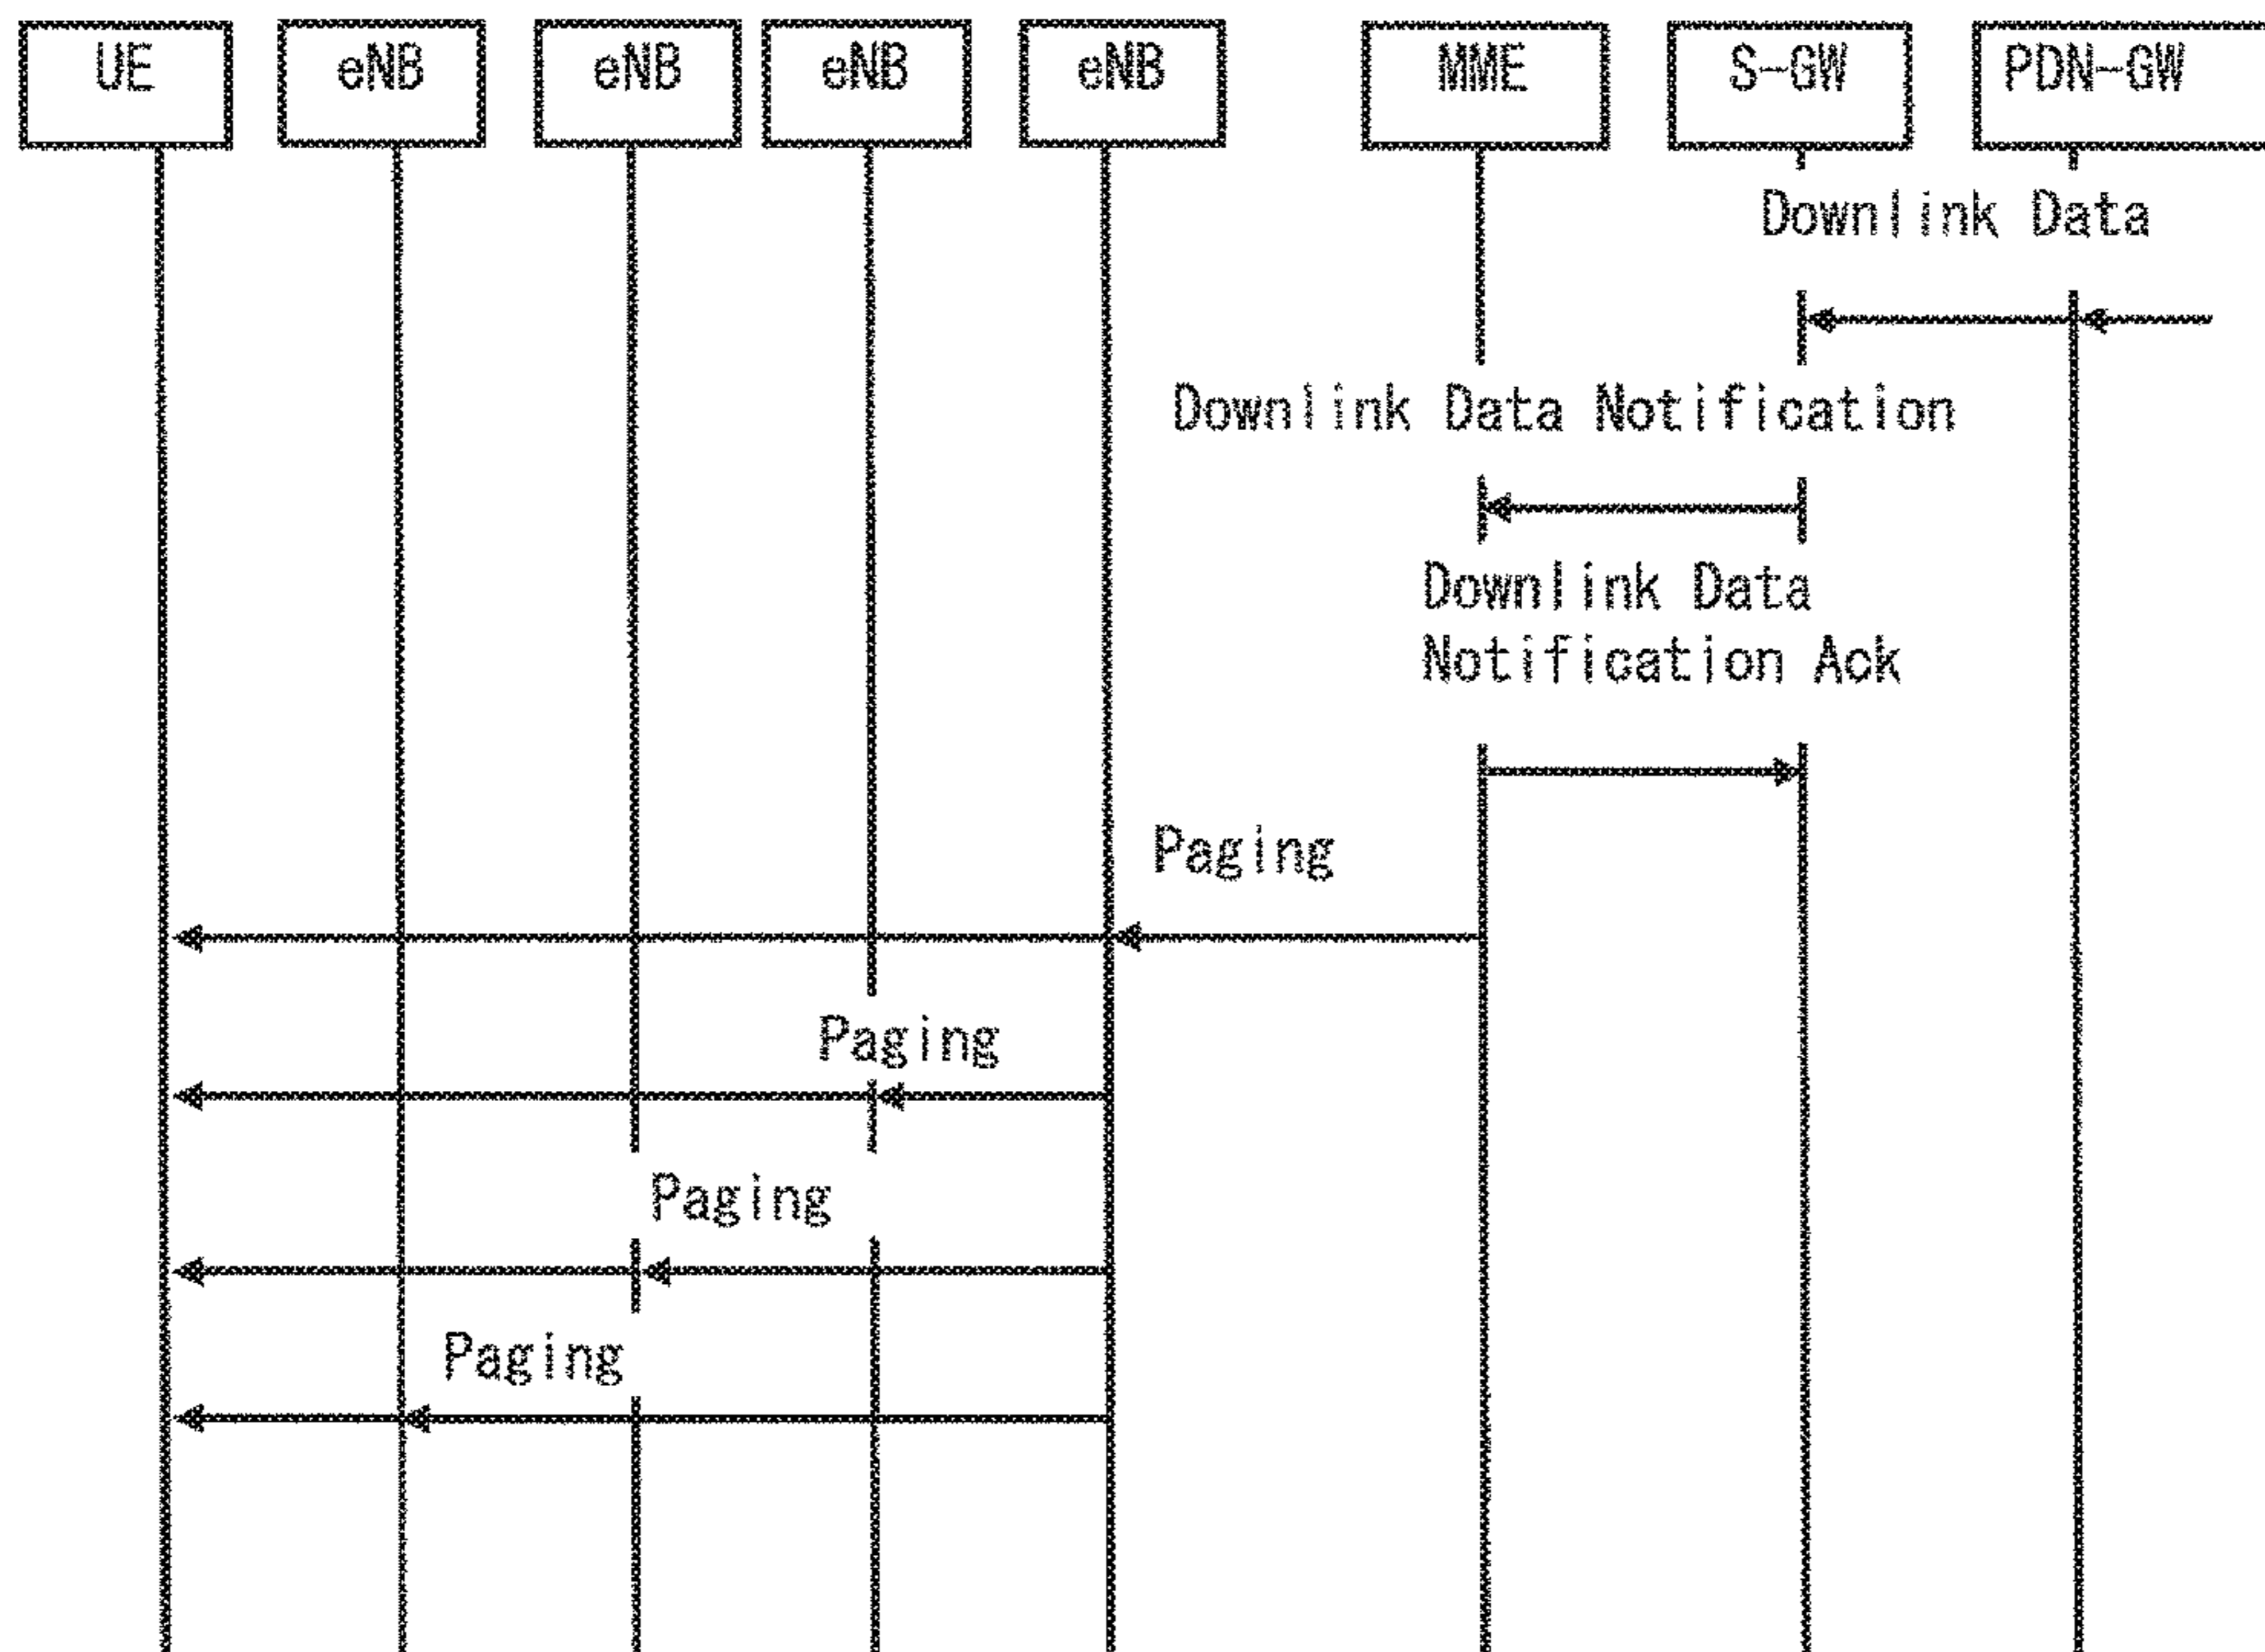 UE
eNB
eNB
eNB
eNB
MME
S-GW
PDN-GW
Downlink Data
Downlink Data Notification
Downlink Data
Notification Ack
Paging
Paging
Paging
Paging